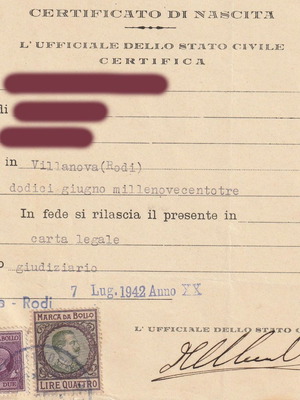 CERTIFICATO DI NASCITA
L'UFFICIALE DELLO STATO CIVILE
CERTIFICA
di
in Villanova(Rodi)
dodici giugno millenovecentotre
In fede si rilascia il presente in
carta legale
o giudiziario
7 Lug. 1942 Anno XX
a - Rodi
MARCA DA BOLLO
LIRE QUATTRO
BOLLO
DUE
L'UFFICIALE DELLO STATO C